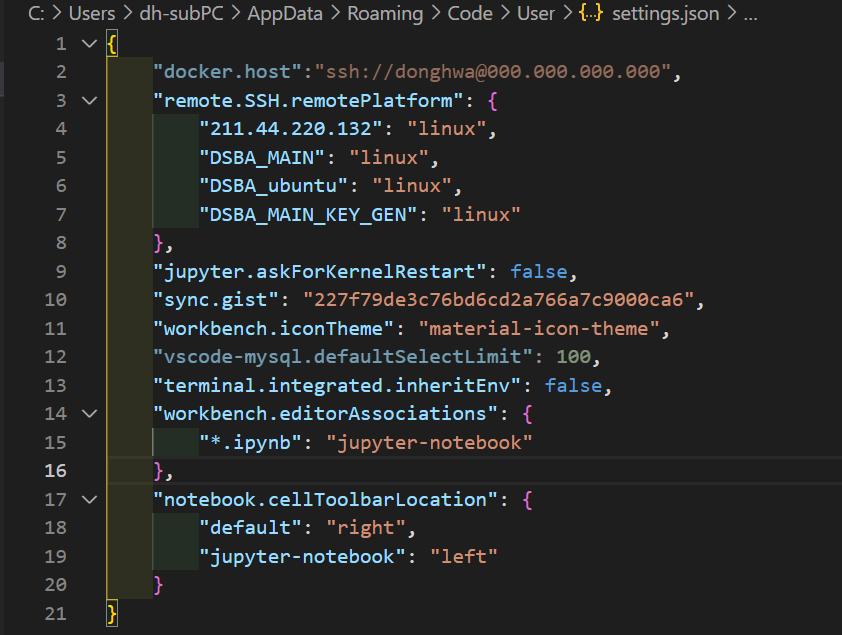 C: > Users > dh-subPC > AppData > Roaming > Code > User > {..} settings.json > ...
1 {
2 "docker.host":"ssh://donghwa@000.000.000.000",
3 "remote.SSH.remotePlatform": {
4 "211.44.220.132": "linux",
5 "DSBA_MAIN": "linux",
6 "DSBA_ubuntu": "linux",
7 "DSBA_MAIN_KEY_GEN": "linux"
8 },
9 "jupyter.askForKernelRestart": false,
10 "sync.gist": "227f79de3c76bd6cd2a766a7c9000ca6",
11 "workbench.iconTheme": "material-icon-theme",
12 "vscode-mysql.defaultSelectLimit": 100,
13 "terminal.integrated.inheritEnv": false,
14 "workbench.editorAssociations": {
15 "*.ipynb": "jupyter-notebook"
16 },
17 "notebook.cellToolbarLocation": {
18 "default": "right",
19 "jupyter-notebook": "left"
20 }
21 }